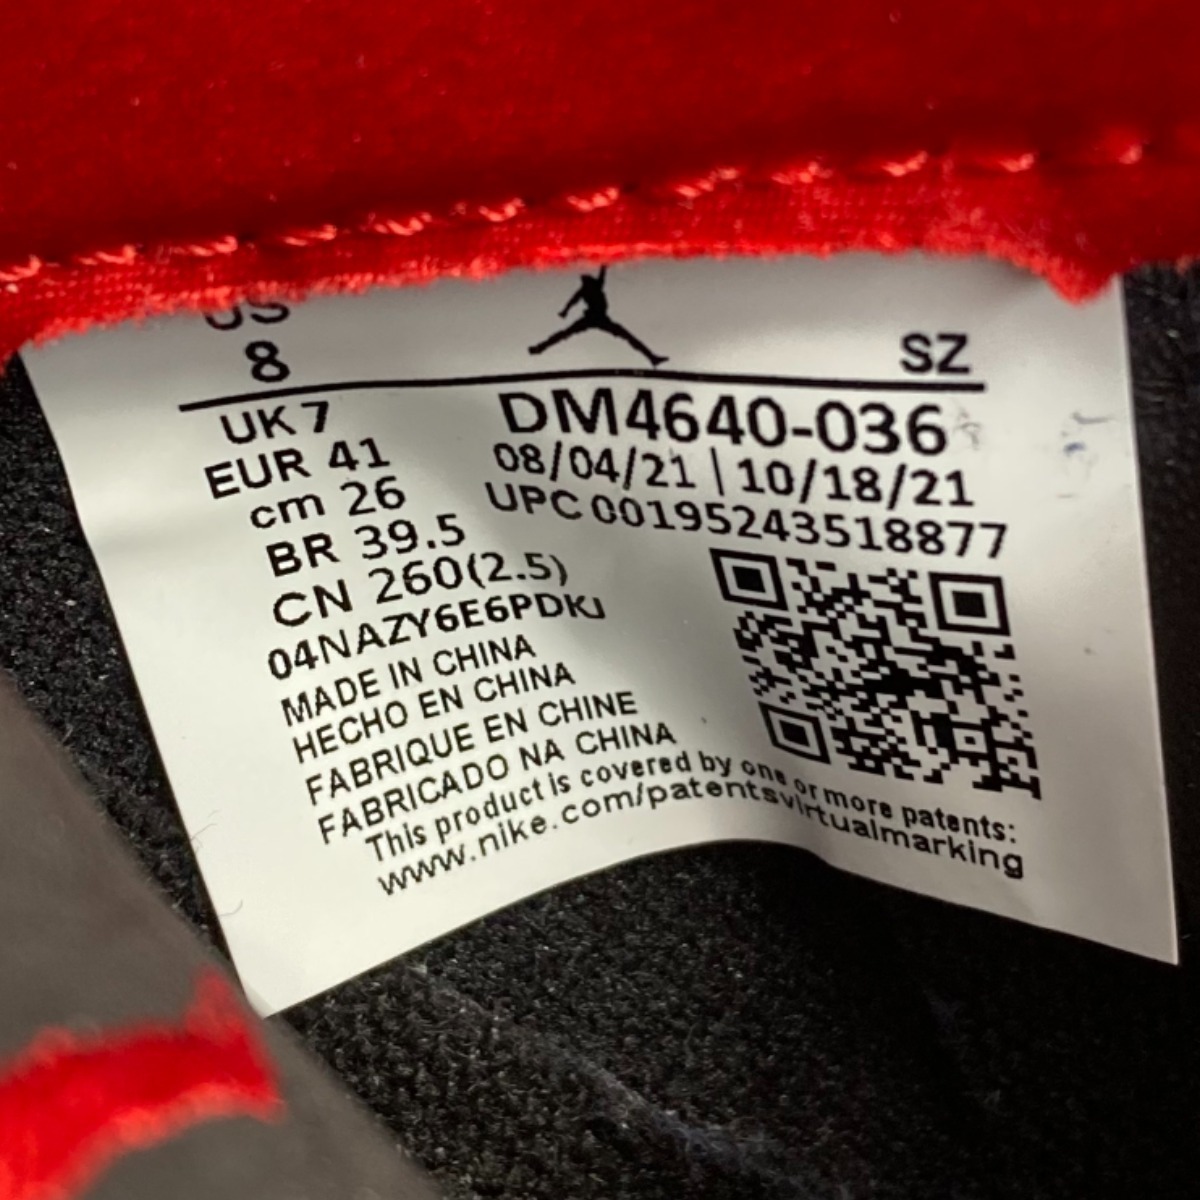 US
8
SZ
UK 7
EUR 41
cm 26
BR 39.5
CN 260(2.5)
04NAZY6E6PDKJ
MADE IN CHINA
HECHO EN CHINA
FABRIQUE EN CHINE
FABRICADO NA CHINA
DM4640-036
08/04/21 | 10/18/21
UPC 00195243518877
This product is covered by one or more patents:
www.nike.com/patentsvirtualmarking